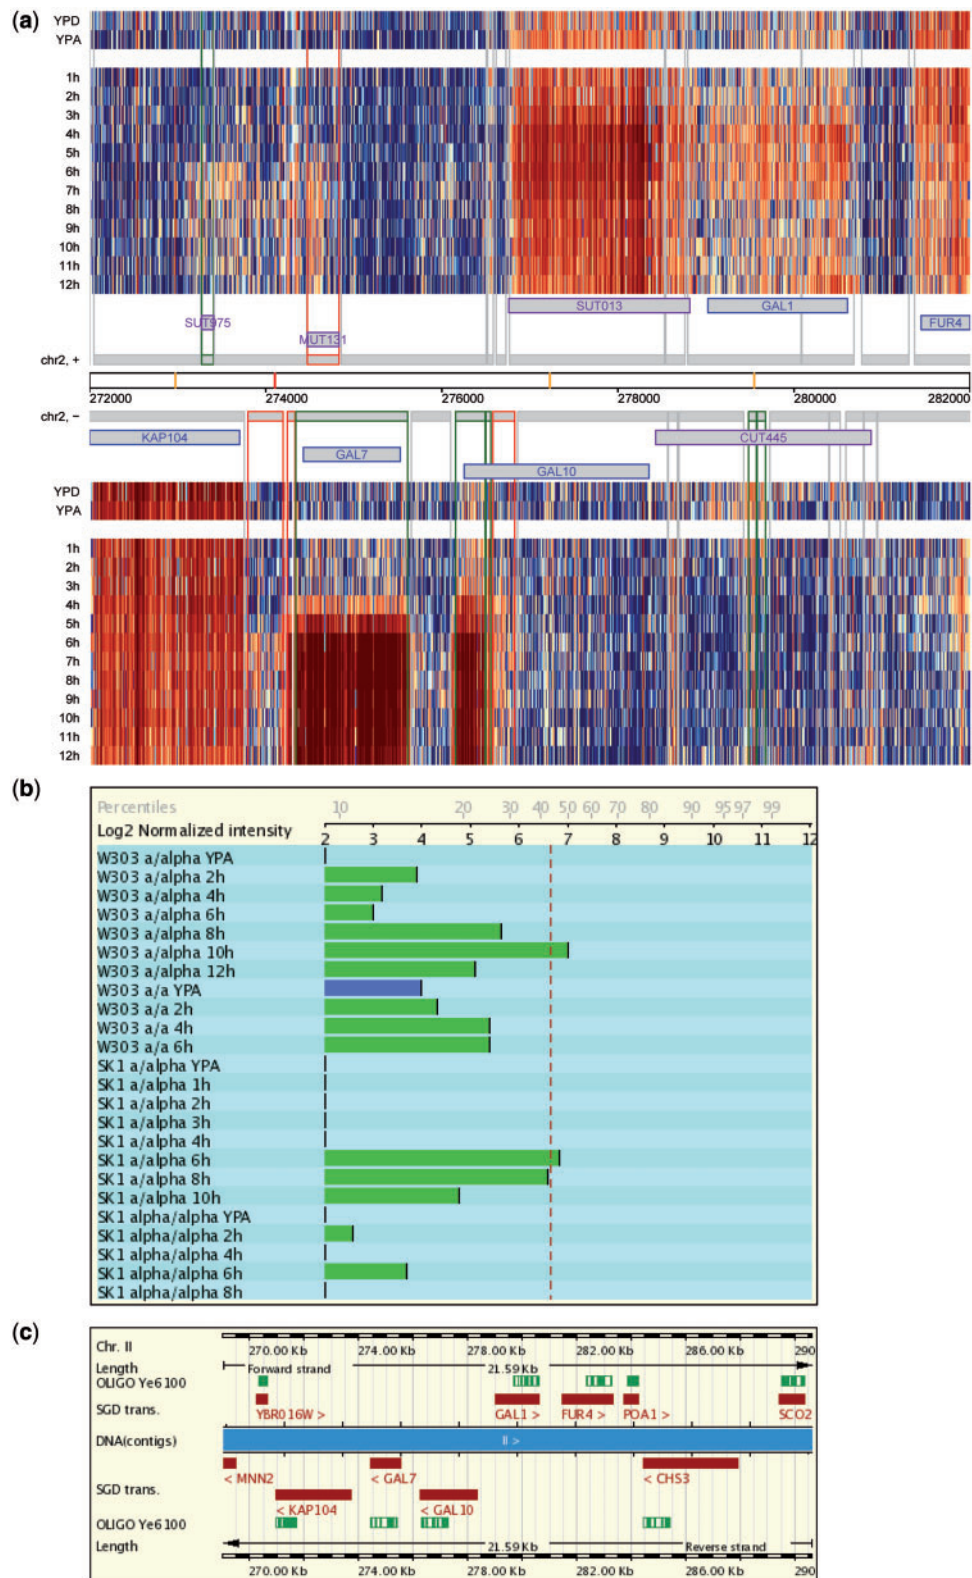 (a)
YPD
YPA
1h
2h
3h
4h
5h
6h
7h
8h
9h
10h
11h
12h
SUT013
GAL1
SUT975
MUT131
FUR4
chr2, +
272000 274000 276000 278000 280000 282000
chr2, −
KAP104
CUT445
GAL7
GAL10
YPD
YPA
1h
2h
3h
4h
5h
6h
7h
8h
9h
10h
11h
12h
(b)
Percentiles 10 20 30 40 50 60 70 80 90 95 97 99
Log2 Normalized intensity 2 3 4 5 6 7 8 9 10 11 12
W303 a/alpha YPA
W303 a/alpha 2h
W303 a/alpha 4h
W303 a/alpha 6h
W303 a/alpha 8h
W303 a/alpha 10h
W303 a/alpha 12h
W303 a/a YPA
W303 a/a 2h
W303 a/a 4h
W303 a/a 6h
SK1 a/alpha YPA
SK1 a/alpha 1h
SK1 a/alpha 2h
SK1 a/alpha 3h
SK1 a/alpha 4h
SK1 a/alpha 6h
SK1 a/alpha 8h
SK1 a/alpha 10h
SK1 alpha/alpha YPA
SK1 alpha/alpha 2h
SK1 alpha/alpha 4h
SK1 alpha/alpha 6h
SK1 alpha/alpha 8h
(c)
Chr. II 270.00 Kb 274.00 Kb 278.00 Kb 282.00 Kb 286.00 Kb 290
Length Forward strand 21.59 Kb
OLIGO Ye6100
SGD trans. YBR016W > GAL1 > FUR4 > POA1 > SCO2
DNA(contigs) II >
< MNN2 < GAL7 < CHS3
SGD trans.
< KAP104 < GAL10
OLIGO Ye6100
Length 21.59 Kb Reverse strand
270.00 Kb 274.00 Kb 278.00 Kb 282.00 Kb 286.00 Kb 290